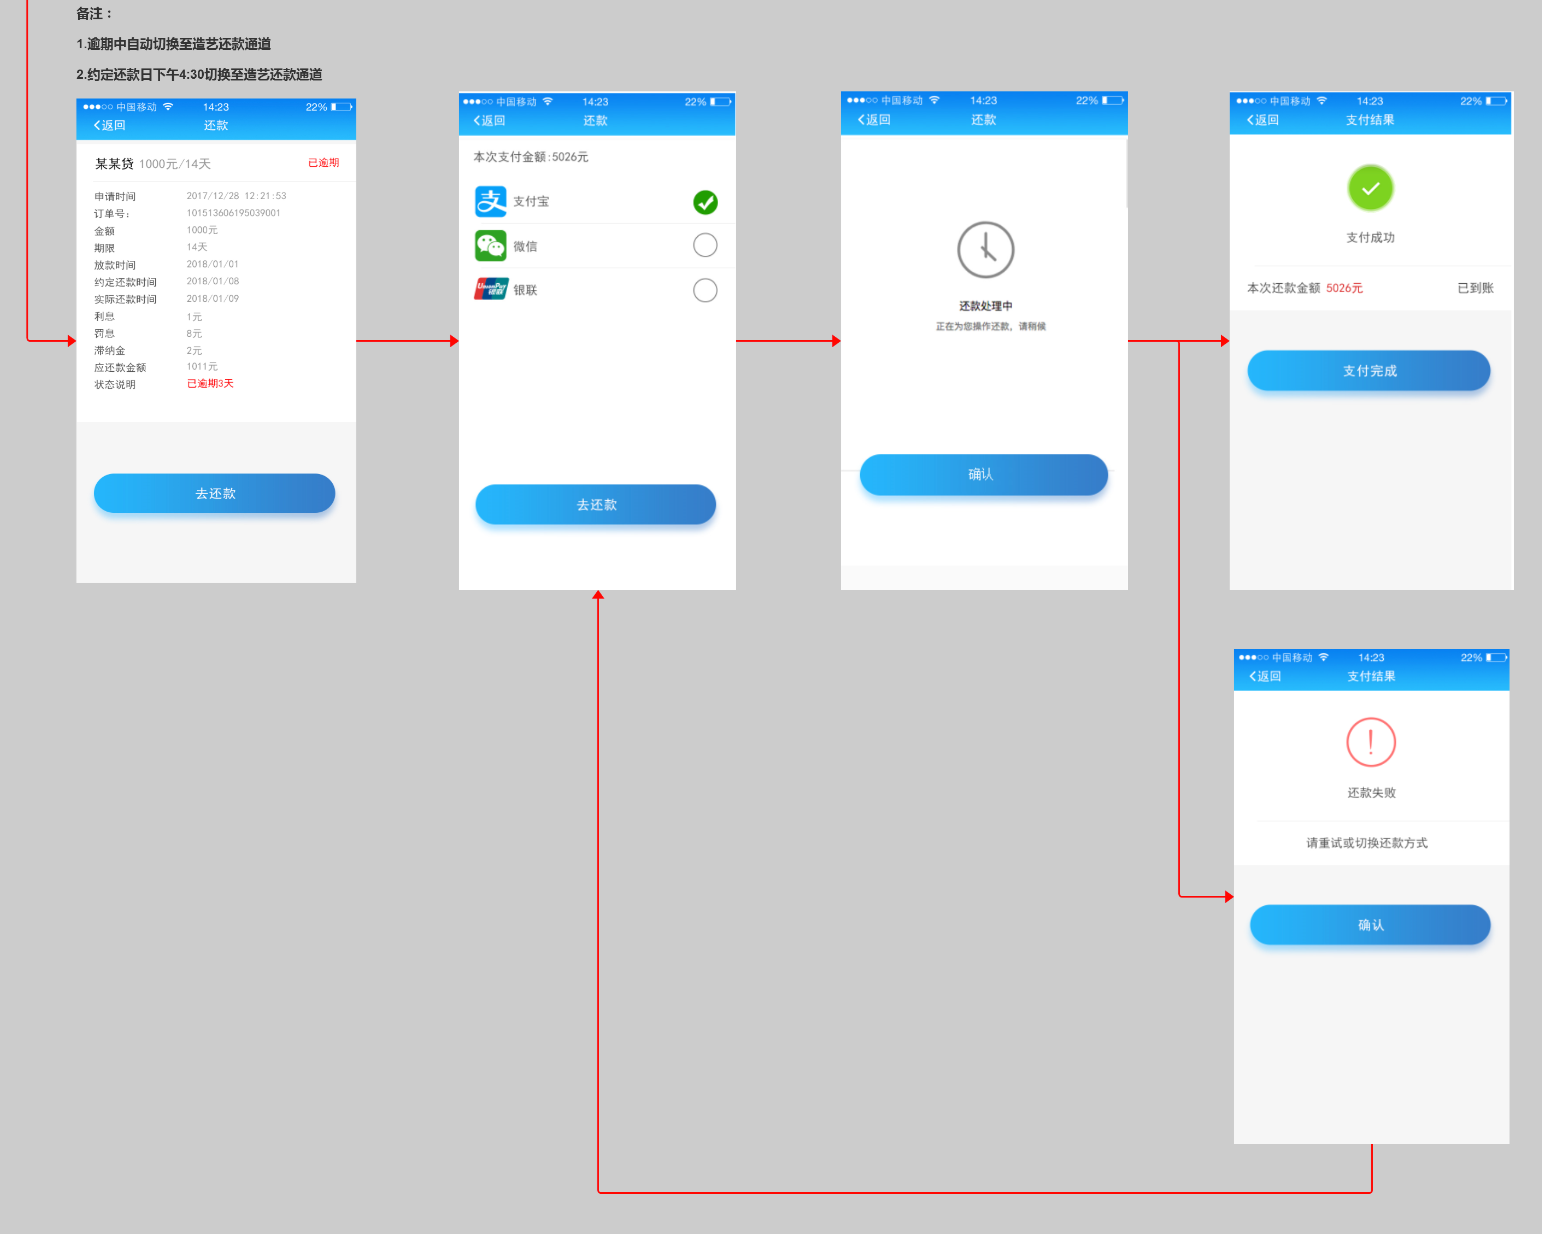 备注：
1.逾期中自动切换至造艺还款通道
2.约定还款日下午4:30切换至造艺还款通道
中国移动 14:23 22%
返回 还款
某某贷 1000元/14天 已逾期
申请时间 2017/12/28 12:21:53
订单号： 101513606195039001
金额 1000元
期限 14天
放款时间 2018/01/01
约定还款时间 2018/01/08
实际还款时间 2018/01/09
利息 1元
罚息 8元
滞纳金 2元
应还款金额 1011元
状态说明 已逾期3天
去还款
中国移动 14:23 22%
返回 还款
本次支付金额:5026元
支 支付宝
微信
UnionPay 银联 银联
去还款
中国移动 14:23 22%
返回 还款
还款处理中
正在为您操作还款，请稍候
确认
中国移动 14:23 22%
返回 支付结果
支付成功
本次还款金额 5026元 已到账
支付完成
中国移动 14:23 22%
返回 支付结果
还款失败
请重试或切换还款方式
确认